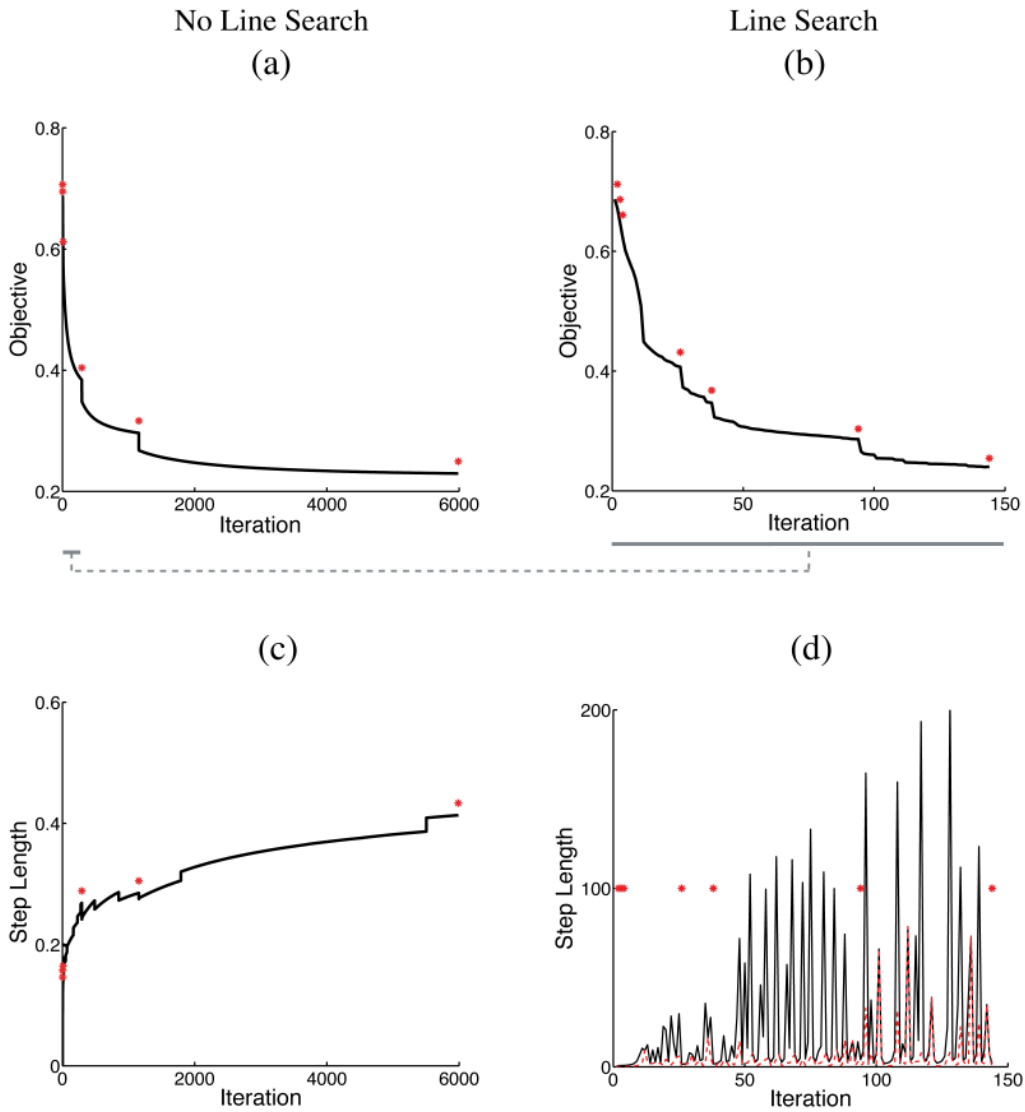 No Line Search
(a)
0.8
0.6
0.4
0.2
Objective
0
2000
4000
6000
Iteration
Line Search
(b)
0.8
0.6
0.4
0.2
Objective
0
50
100
150
Iteration
(c)
0.6
0.4
0.2
0
Step Length
0
2000
4000
6000
Iteration
(d)
200
100
0
Step Length
0
50
100
150
Iteration